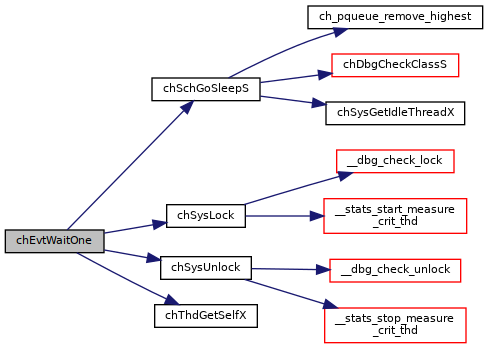 ch_pqueue_remove_highest
chSchGoSleepS
chDbgCheckClassS
chSysGetIdleThreadX
__dbg_check_lock
chSysLock
__stats_start_measure
_crit_thd
chEvtWaitOne
chSysUnlock
__dbg_check_unlock
chThdGetSelfX
__stats_stop_measure
_crit_thd